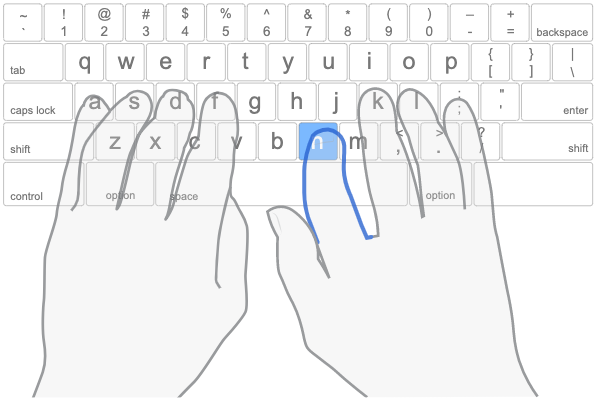 ~ ` ! 1 @ 2 # 3 $ 4 % 5 ^ 6 & 7 * 8 ( 9 ) 0 – - + = backspace
tab q w e r t y u i o p { [ } ] | \
caps lock a s d f g h j k l : ; " ' enter
shift z x c v b n m < , > . ? / shift
control option space option